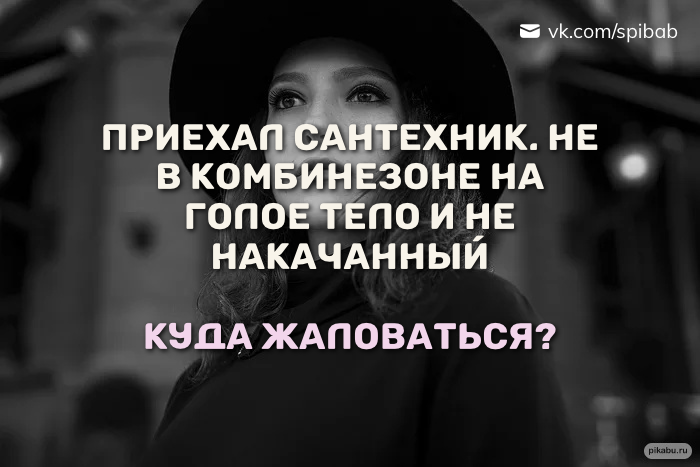 vk.com/spibab
ПРИЕХАЛ САНТЕХНИК. НЕ
В КОМБИНЕЗОНЕ НА
ГОЛОЕ ТЕЛО И НЕ
НАКАЧАННЫЙ
КУДА ЖАЛОВАТЬСЯ?
pikabu.ru